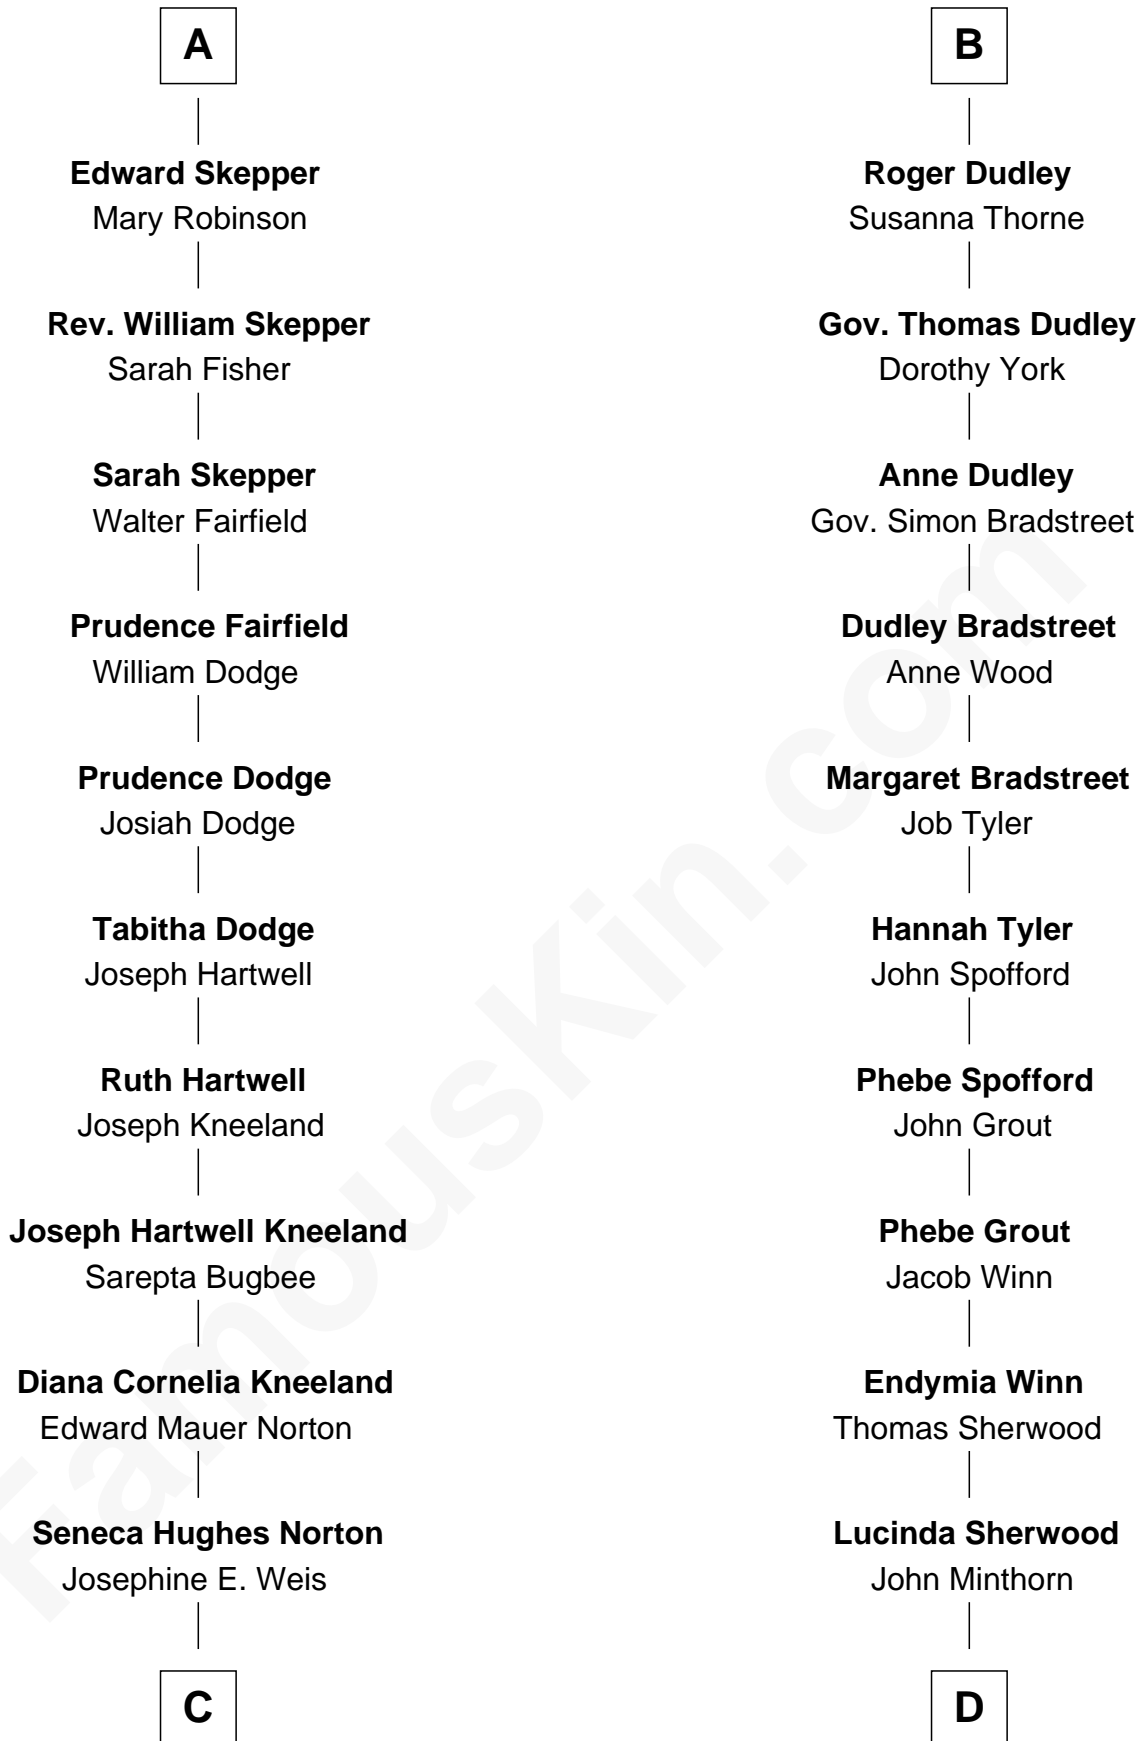 A
Edward Skepper
Mary Robinson
Rev. William Skepper
Sarah Fisher
Sarah Skepper
Walter Fairfield
Prudence Fairfield
William Dodge
Prudence Dodge
Josiah Dodge
Tabitha Dodge
Joseph Hartwell
Ruth Hartwell
Joseph Kneeland
Joseph Hartwell Kneeland
Sarepta Bugbee
Diana Cornelia Kneeland
Edward Mauer Norton
Seneca Hughes Norton
Josephine E. Weis
C
B
Roger Dudley
Susanna Thorne
Gov. Thomas Dudley
Dorothy York
Anne Dudley
Gov. Simon Bradstreet
Dudley Bradstreet
Anne Wood
Margaret Bradstreet
Job Tyler
Hannah Tyler
John Spofford
Phebe Spofford
John Grout
Phebe Grout
Jacob Winn
Endymia Winn
Thomas Sherwood
Lucinda Sherwood
John Minthorn
D
FamousKin.com